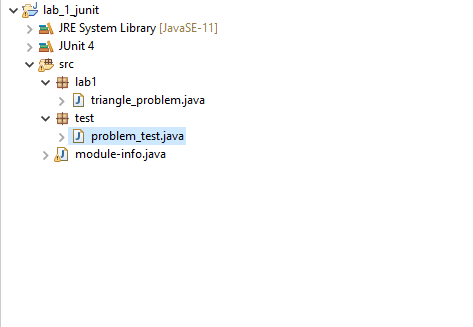 lab_1_junit
JRE System Library [JavaSE-11]
JUnit 4
src
lab1
triangle_problem.java
test
problem_test.java
module-info.java